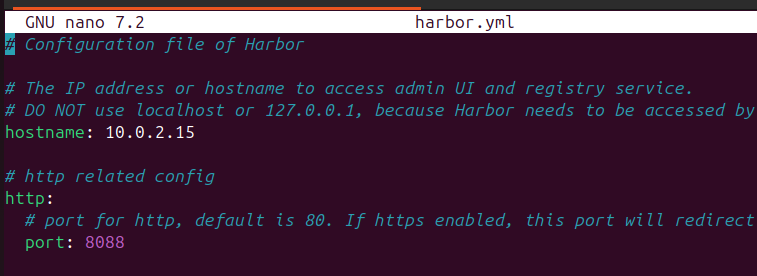 GNU nano 7.2 harbor.yml
# Configuration file of Harbor
# The IP address or hostname to access admin UI and registry service.
# DO NOT use localhost or 127.0.0.1, because Harbor needs to be accessed by
hostname: 10.0.2.15
# http related config
http:
# port for http, default is 80. If https enabled, this port will redirect
port: 8088